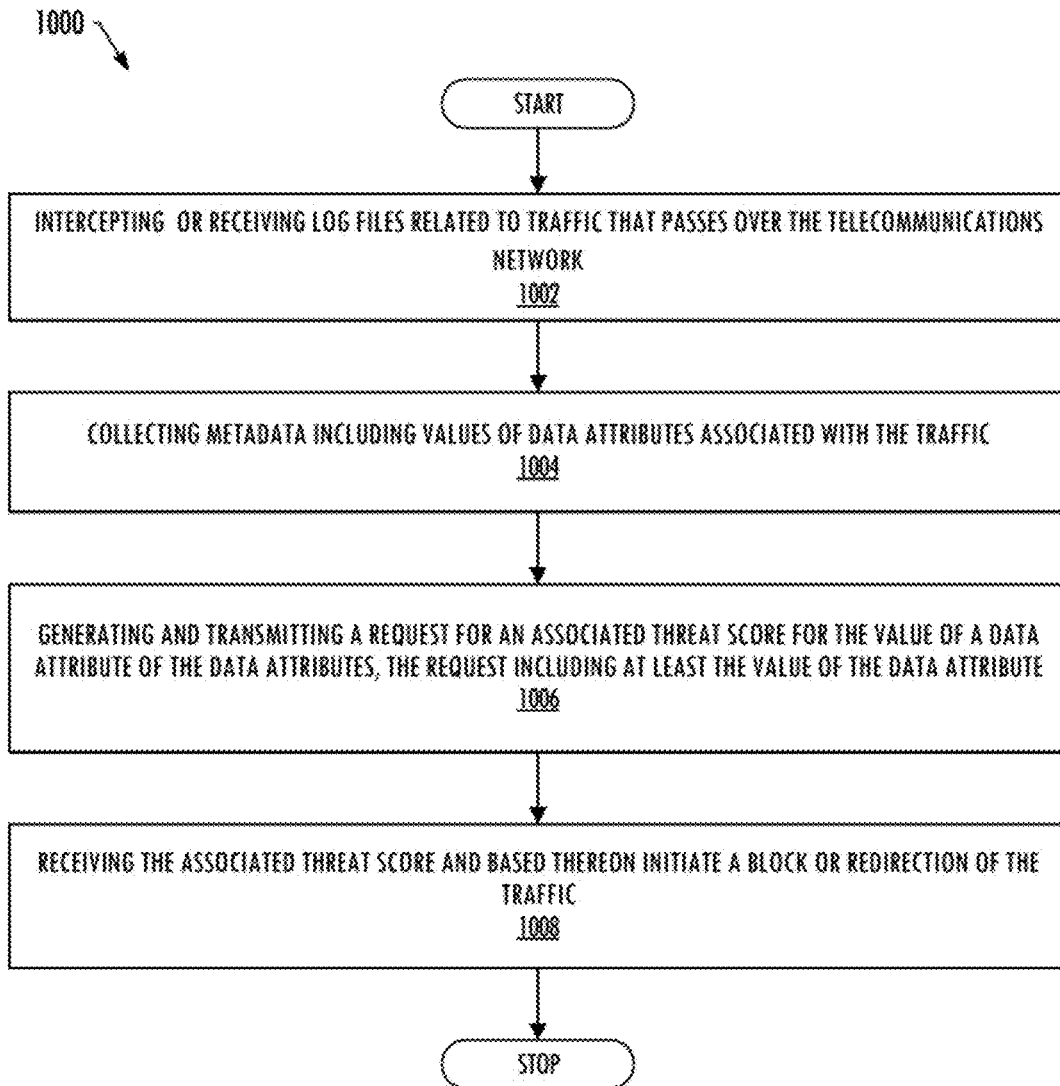 1000
START
INTERCEPTING OR RECEIVING LOG FILES RELATED TO TRAFFIC THAT PASSES OVER THE TELECOMMUNICATIONS
NETWORK
1002
COLLECTING METADATA INCLUDING VALUES OF DATA ATTRIBUTES ASSOCIATED WITH THE TRAFFIC
1004
GENERATING AND TRANSMITTING A REQUEST FOR AN ASSOCIATED THREAT SCORE FOR THE VALUE OF A DATA
ATTRIBUTE OF THE DATA ATTRIBUTES, THE REQUEST INCLUDING AT LEAST THE VALUE OF THE DATA ATTRIBUTE
1006
RECEIVING THE ASSOCIATED THREAT SCORE AND BASED THEREON INITIATE A BLOCK OR REDIRECTION OF THE
TRAFFIC
1008
STOP